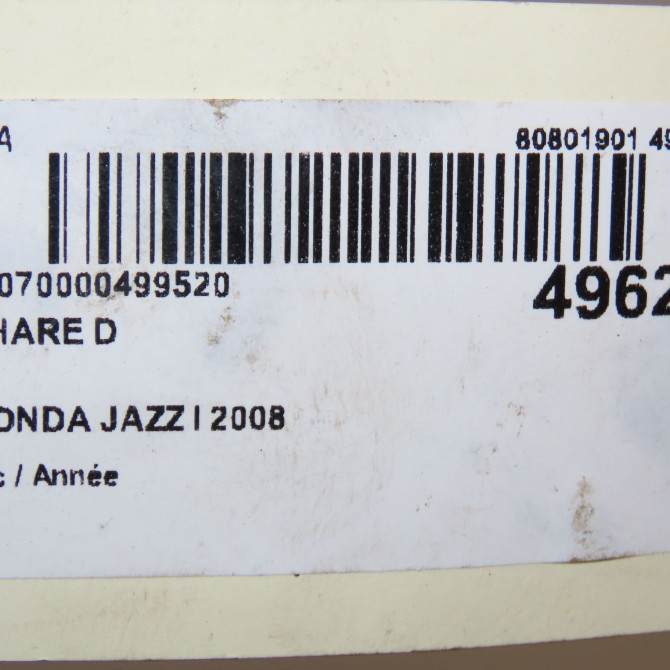 A 80801901 49
070000499520 4962
HARE D
ONDA JAZZ I 2008
c / Année